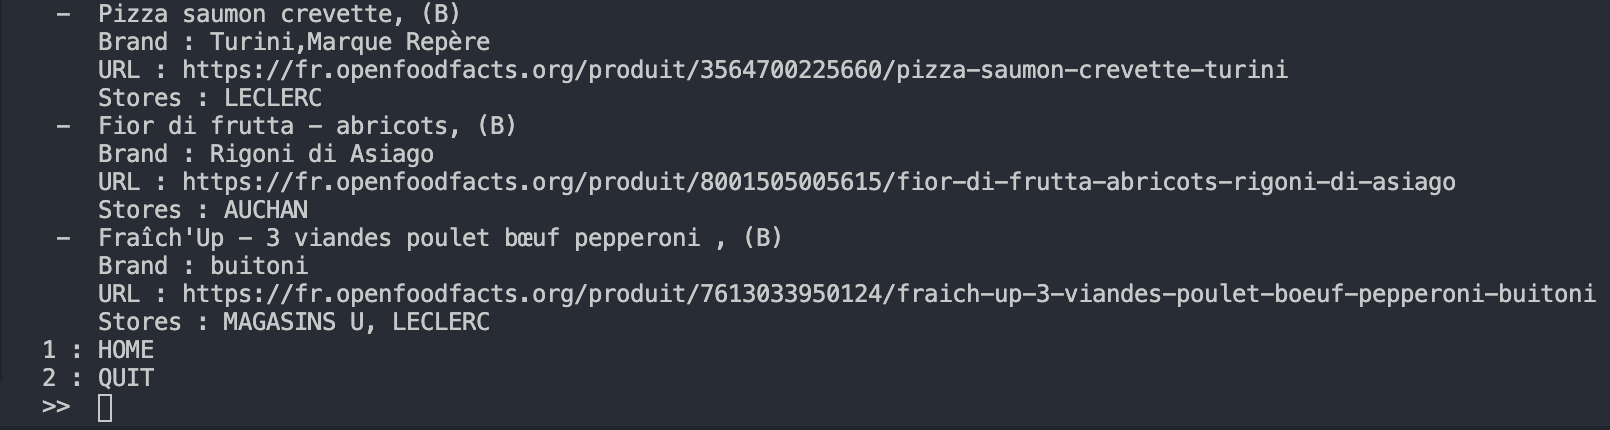 - Pizza saumon crevette, (B)
Brand : Turini,Marque Repère
URL : https://fr.openfoodfacts.org/produit/3564700225660/pizza-saumon-crevette-turini
Stores : LECLERC
- Fior di frutta - abricots, (B)
Brand : Rigoni di Asiago
URL : https://fr.openfoodfacts.org/produit/8001505005615/fior-di-frutta-abricots-rigoni-di-asiago
Stores : AUCHAN
- Fraîch'Up - 3 viandes poulet bœuf pepperoni , (B)
Brand : buitoni
URL : https://fr.openfoodfacts.org/produit/7613033950124/fraich-up-3-viandes-poulet-boeuf-pepperoni-buitoni
Stores : MAGASINS U, LECLERC
1 : HOME
2 : QUIT
>>